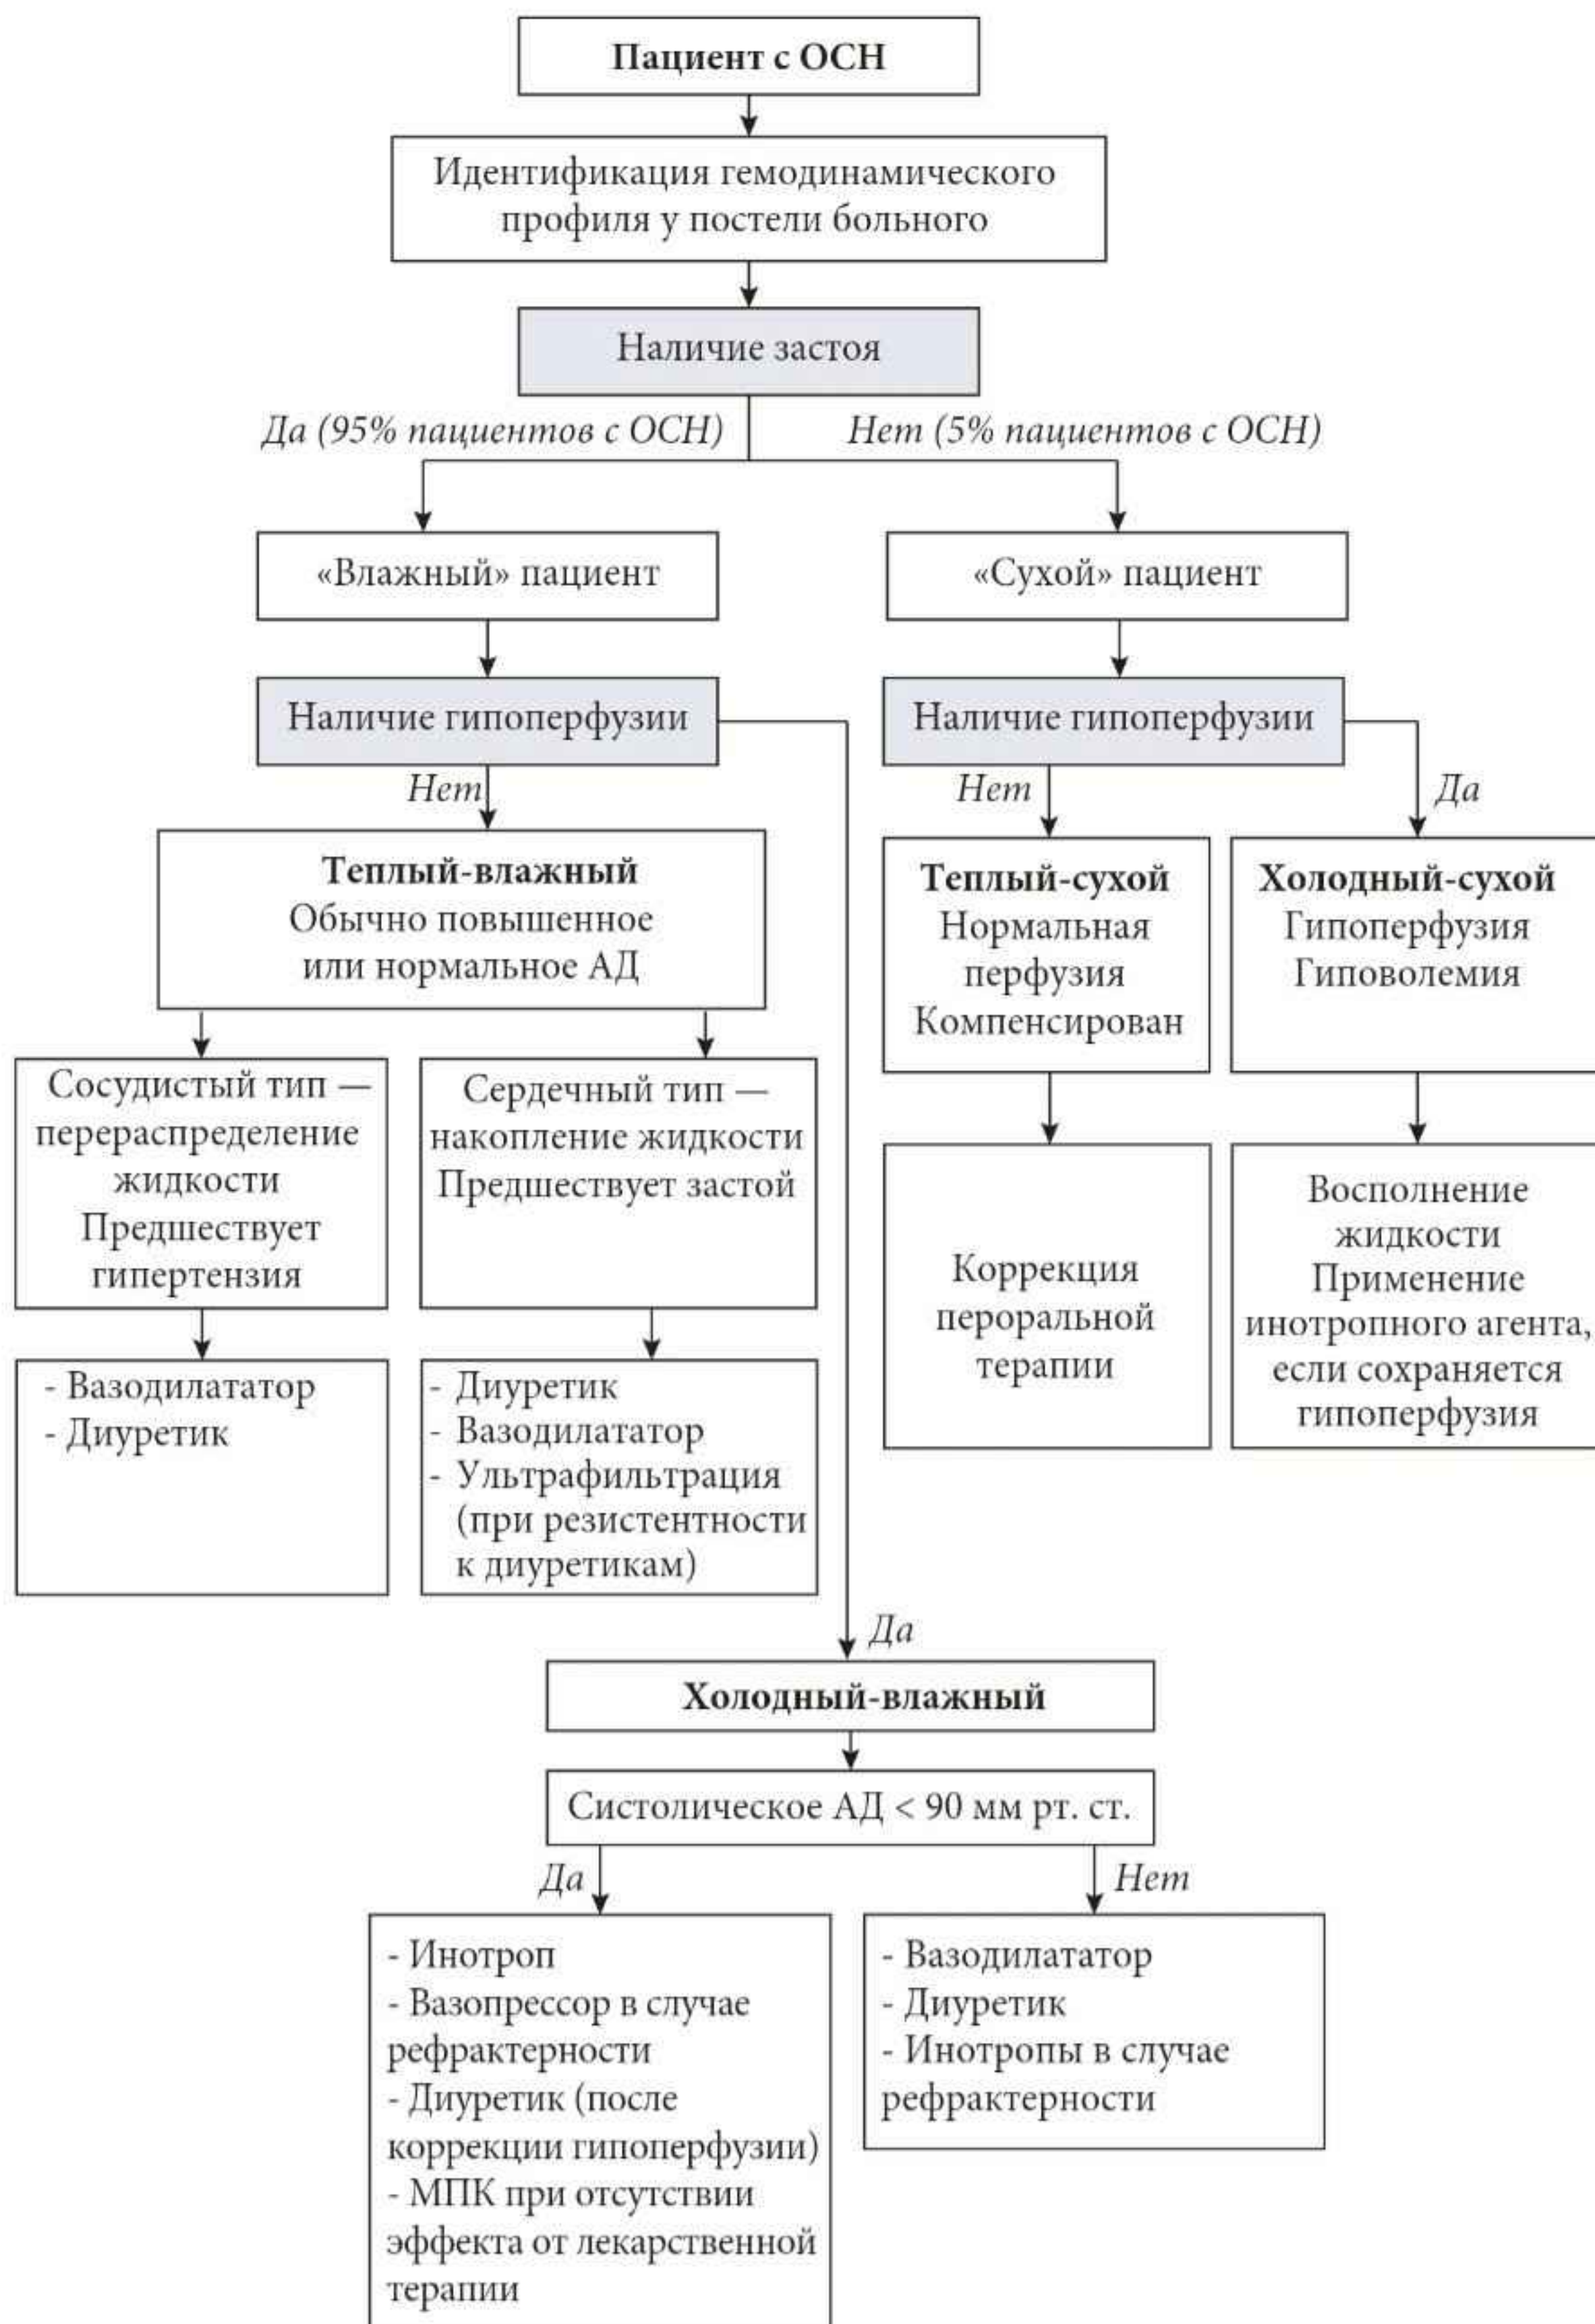 Пациент с ОСН
Идентификация гемодинамического
профиля у постели больного
Наличие застоя
Да (95% пациентов с ОСН)
Нет (5% пациентов с ОСН)
«Влажный» пациент
«Сухой» пациент
Наличие гипоперфузии
Наличие гипоперфузии
Нет
Нет
Да
Теплый-влажный
Обычно повышенное
или нормальное АД
Теплый-сухой
Нормальная
перфузия
Компенсирован
Холодный-сухой
Гипоперфузия
Гиповолемия
Сосудистый тип —
перераспределение
жидкости
Предшествует
гипертензия
Сердечный тип —
накопление жидкости
Предшествует застой
Коррекция
пероральной
терапии
Восполнение
жидкости
Применение
инотропного агента,
если сохраняется
гипоперфузия
- Вазодилататор
- Диуретик
- Диуретик
- Вазодилататор
- Ультрафильтрация
(при резистентности
к диуретикам)
Да
Холодный-влажный
Систолическое АД < 90 мм рт. ст.
Да
Нет
- Инотроп
- Вазопрессор в случае
рефрактерности
- Диуретик (после
коррекции гипоперфузии)
- МПК при отсутствии
эффекта от лекарственной
терапии
- Вазодилататор
- Диуретик
- Инотропы в случае
рефрактерности